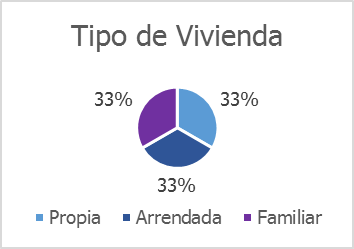 Tipo de Vivienda
33% 33%
33%
Propia Arrendada Familiar